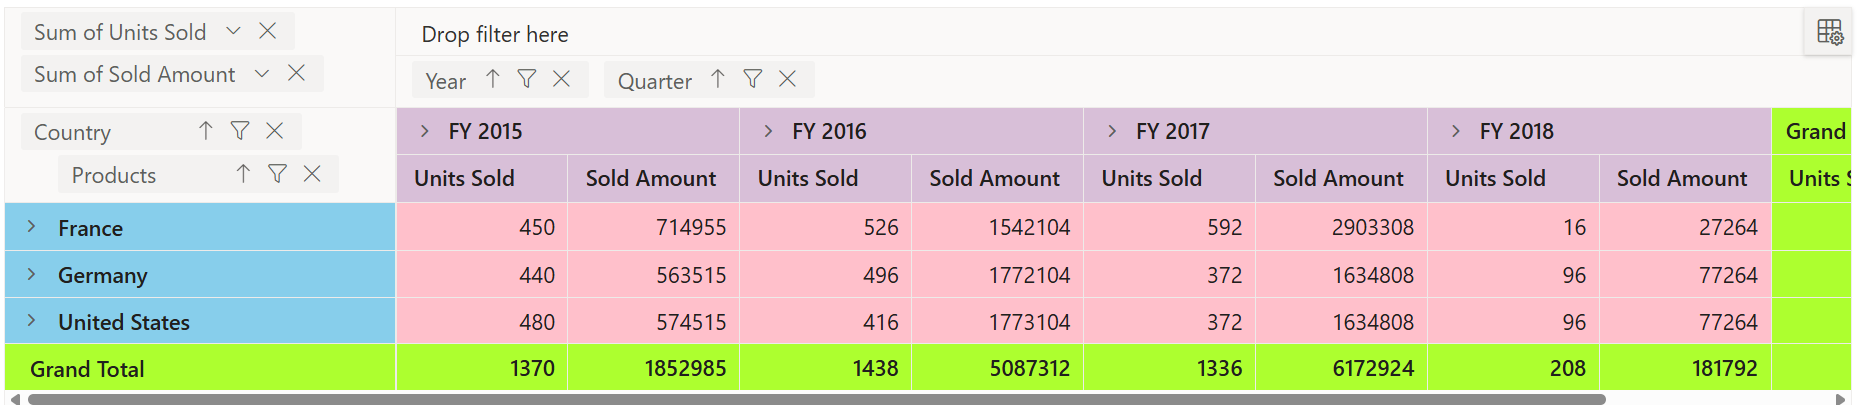 Sum of Units Sold
Drop filter here
Sum of Sold Amount
Year Quarter
Country FY 2015 FY 2016 FY 2017 FY 2018 Grand
Products Units Sold Sold Amount Units Sold Sold Amount Units Sold Sold Amount Units Sold Sold Amount Units
France 450 714955 526 1542104 592 2903308 16 27264
Germany 440 563515 496 1772104 372 1634808 96 77264
United States 480 574515 416 1773104 372 1634808 96 77264
Grand Total 1370 1852985 1438 5087312 1336 6172924 208 181792